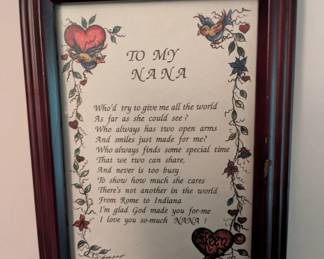 TO MY
NANA
Who'd try to give me all the world
As far as she could see?
Who always has two open arms
And smiles just made for me?
Who always finds some special time
That we two can share,
And never is too busy
To show how much she cares
There's not another in the world
From Rome to Indiana
I'm glad God made you for me
I love you so-much NANA!